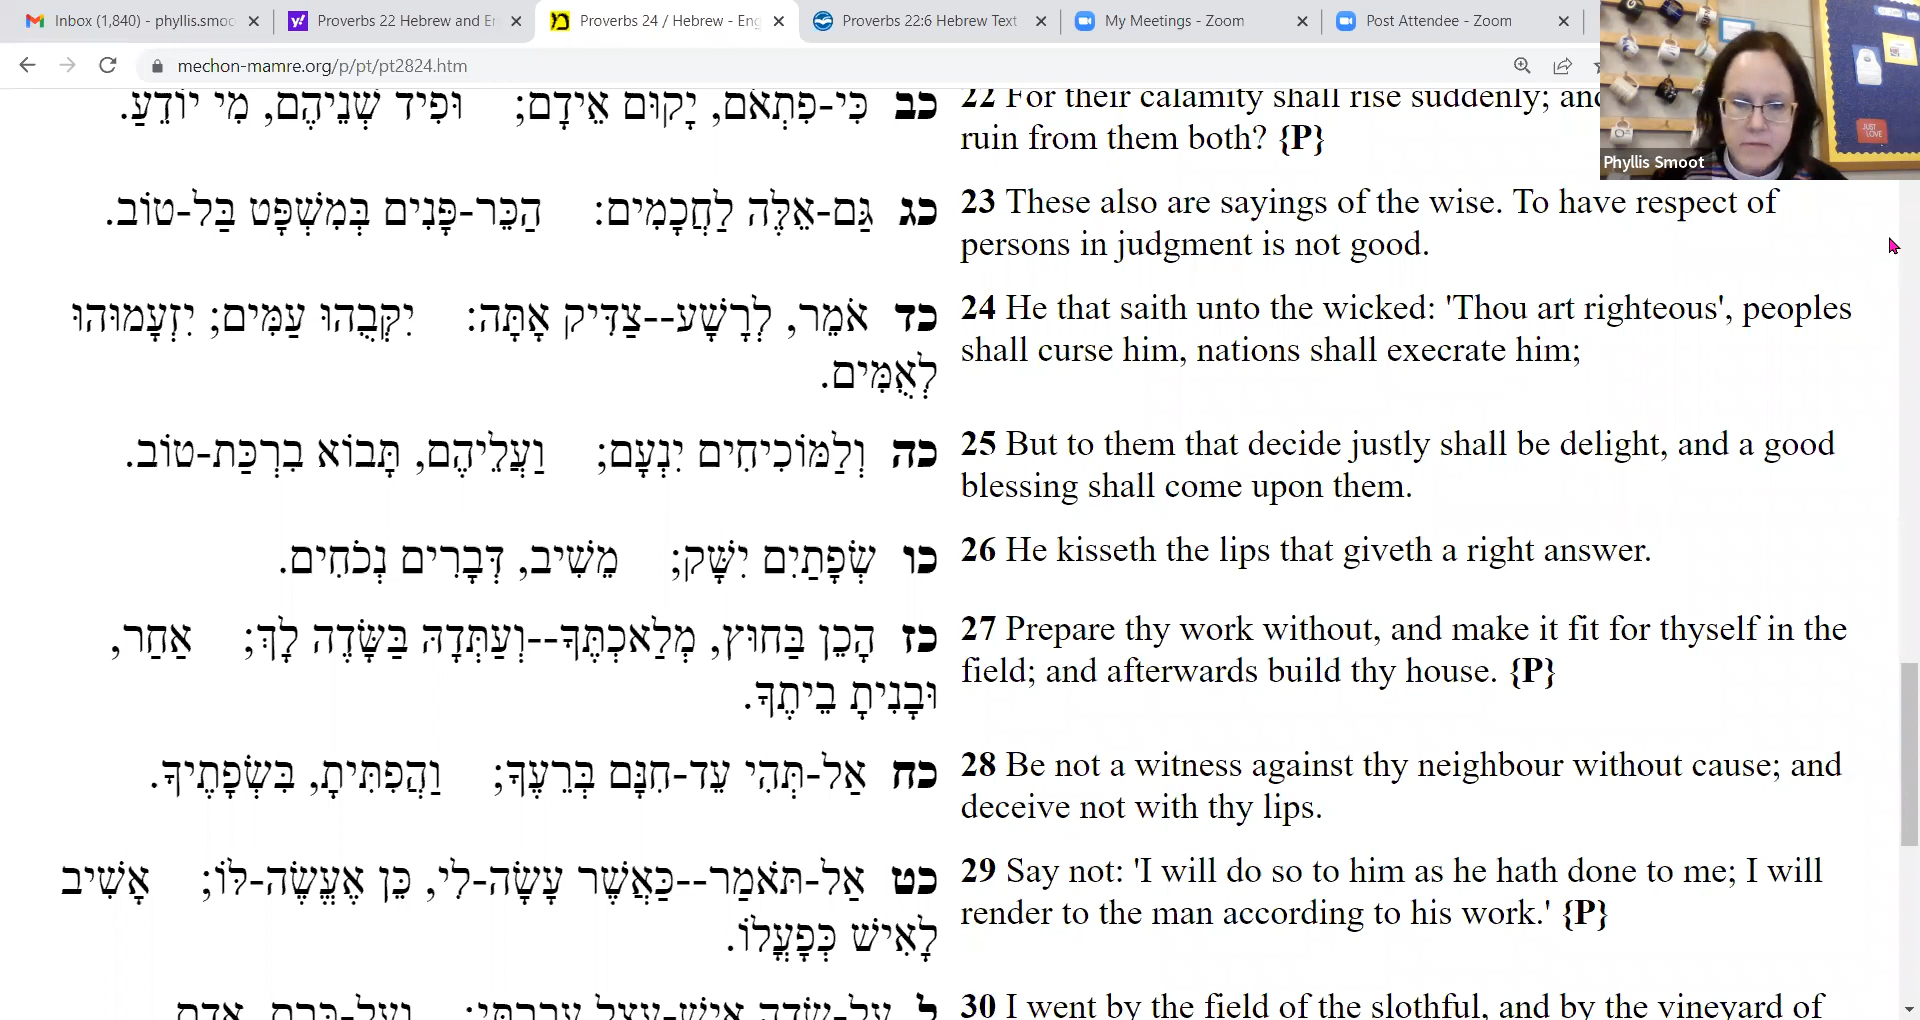 Inbox (1,840) - phyllis.smoo
Proverbs 22 Hebrew and En
Proverbs 24 / Hebrew - Eng
Proverbs 22:6 Hebrew Text
My Meetings - Zoom
Post Attendee - Zoom
mechon-mamre.org/p/pt/pt2824.htm
JUST LOVE
Phyllis Smoot
כב כִּי-פִתְאֹם, יָקוּם אֵידָם; וּפִיד שְׁנֵיהֶם, מִי יוֹדֵעַ.
22 For their calamity shall rise suddenly; and
ruin from them both? {P}
כג גַּם-אֵלֶּה לַחֲכָמִים: הַכֵּר-פָּנִים בְּמִשְׁפָּט בַּל-טוֹב.
23 These also are sayings of the wise. To have respect of
persons in judgment is not good.
כד אֹמֵר, לְרָשָׁע--צַדִּיק אָתָּה: יִקְּבֻהוּ עַמִּים; יִזְעָמוּהוּ
לְאֻמִּים.
24 He that saith unto the wicked: 'Thou art righteous', peoples
shall curse him, nations shall execrate him;
כה וְלַמּוֹכִיחִים יִנְעָם; וַעֲלֵיהֶם, תָּבוֹא בִרְכַּת-טוֹב.
25 But to them that decide justly shall be delight, and a good
blessing shall come upon them.
כו שְׂפָתַיִם יִשָּׁק; מֵשִׁיב, דְּבָרִים נְכֹחִים.
26 He kisseth the lips that giveth a right answer.
כז הָכֵן בַּחוּץ, מְלַאכְתֶּךָ--וְעַתְּדָהּ בַּשָּׂדֶה לָךְ; אַחַר,
וּבָנִיתָ בֵיתֶךָ.
27 Prepare thy work without, and make it fit for thyself in the
field; and afterwards build thy house. {P}
כח אַל-תְּהִי עֵד-חִנָּם בְּרֵעֶךָ; וַהֲפִתִּיתָ, בִּשְׂפָתֶיךָ.
28 Be not a witness against thy neighbour without cause; and
deceive not with thy lips.
כט אַל-תֹּאמַר--כַּאֲשֶׁר עָשָׂה-לִי, כֵּן אֶעֱשֶׂה-לּוֹ; אָשִׁיב
לָאִישׁ כְּפָעֳלוֹ.
29 Say not: 'I will do so to him as he hath done to me; I will
render to the man according to his work.' {P}
ל עַל-שְׂדֵה אִישׁ-עָצֵל עָבַרְתִּי; וְעַל-כֶּרֶם, אָדָם
30 I went by the field of the slothful, and by the vineyard of